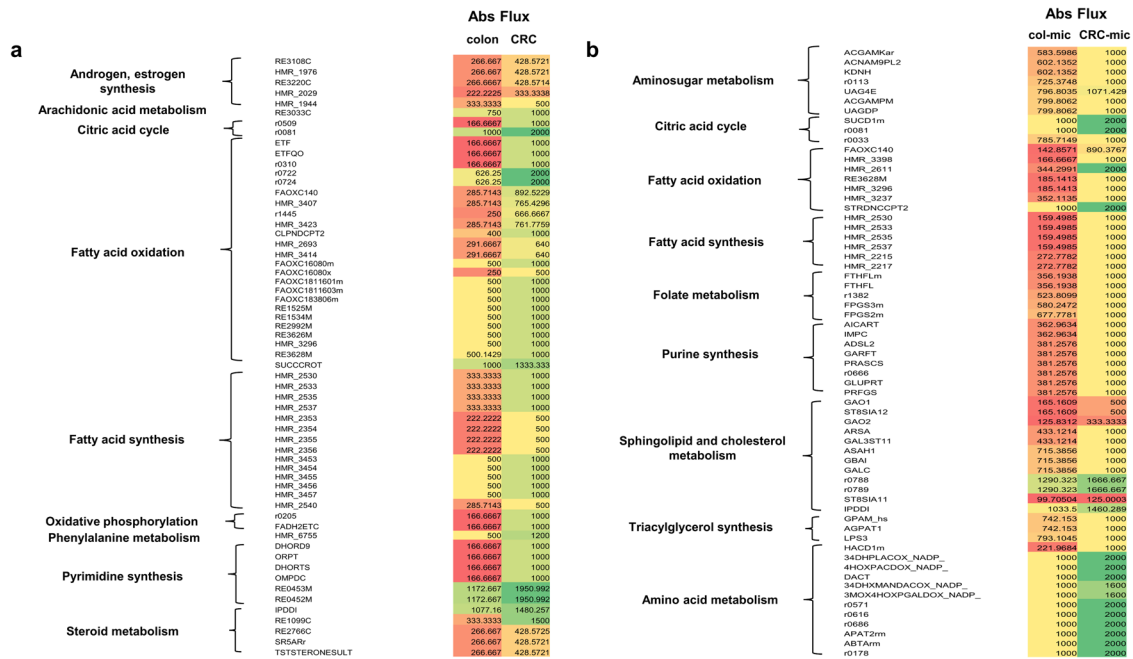 Abs Flux
a
colon CRC
Androgen, estrogen
synthesis
RE3108C 266.667 428.5721
HMR_1976 266.667 428.5721
RE3220C 266.6667 428.5714
HMR_2029 222.2225 333.3338
HMR_1944 333.3333 500
Arachidonic acid metabolism
RE3033C 750 1000
Citric acid cycle
r0509 166.6667 1000
r0081 1000 2000
Fatty acid oxidation
ETF 166.6667 1000
ETFQO 166.6667 1000
r0310 166.6667 1000
r0722 626.25 2000
r0724 626.25 2000
FAOXC140 285.7143 892.5229
HMR_3407 285.7143 765.4296
r1445 250 666.6667
HMR_3423 285.7143 761.7759
CLPNDCPT2 400 1000
HMR_2693 291.6667 640
HMR_3414 291.6667 640
FAOXC16080m 500 1000
FAOXC16080x 250 500
FAOXC1811601m 500 1000
FAOXC1811603m 500 1000
FAOXC183806m 500 1000
RE1525M 500 1000
RE1534M 500 1000
RE2992M 500 1000
RE3626M 500 1000
HMR_3296 500 1000
RE3628M 500.1429 1000
SUCCCROT 1000 1333.333
Fatty acid synthesis
HMR_2530 333.3333 1000
HMR_2533 333.3333 1000
HMR_2535 333.3333 1000
HMR_2537 333.3333 1000
HMR_2353 222.2222 500
HMR_2354 222.2222 500
HMR_2355 222.2222 500
HMR_2356 222.2222 500
HMR_3453 500 1000
HMR_3454 500 1000
HMR_3455 500 1000
HMR_3456 500 1000
HMR_3457 500 1000
HMR_2540 285.7143 500
Oxidative phosphorylation
r0205 166.6667 1000
FADH2ETC 166.6667 1000
Phenylalanine metabolism
HMR_6755 500 1200
Pyrimidine synthesis
DHORD9 166.6667 1000
ORPT 166.6667 1000
DHORTS 166.6667 1000
OMPDC 166.6667 1000
RE0453M 1172.667 1950.992
RE0452M 1172.667 1950.992
Steroid metabolism
IPDDI 1077.16 1480.257
RE1099C 333.3333 1500
RE2766C 266.667 428.5725
SR5ARr 266.667 428.5721
TSTSTERONESULT 266.667 428.5721
Abs Flux
b
col-mic CRC-mic
Aminosugar metabolism
ACGAMKar 583.5986 1000
ACNAM9PL2 602.1352 1000
KDNH 602.1352 1000
r0113 725.3748 1000
UAG4E 796.8035 1071.429
ACGAMPM 799.8062 1000
UAGDP 799.8062 1000
Citric acid cycle
SUCD1m 1000 2000
r0081 1000 2000
r0033 785.7149 1000
Fatty acid oxidation
FAOXC140 142.8571 890.3767
HMR_3398 166.6667 1000
HMR_2611 344.2991 2000
RE3628M 185.1413 1000
HMR_3296 185.1413 1000
HMR_3237 352.1135 1000
STRDNCCPT2 1000 2000
Fatty acid synthesis
HMR_2530 159.4985 1000
HMR_2533 159.4985 1000
HMR_2535 159.4985 1000
HMR_2537 159.4985 1000
HMR_2215 272.7782 1000
HMR_2217 272.7782 1000
Folate metabolism
FTHFLm 356.1938 1000
FTHFL 356.1938 1000
r1382 523.8099 1000
FPGS3m 580.2472 1000
FPGS2m 677.7781 1000
Purine synthesis
AICART 362.9634 1000
IMPC 362.9634 1000
ADSL2 381.2576 1000
GARFT 381.2576 1000
PRASCS 381.2576 1000
r0666 381.2576 1000
GLUPRT 381.2576 1000
PRFGS 381.2576 1000
Sphingolipid and cholesterol
metabolism
GAO1 165.1609 500
ST8SIA12 165.1609 500
GAO2 125.8312 333.3333
ARSA 433.1214 1000
GAL3ST11 433.1214 1000
ASAH1 715.3856 1000
GBAI 715.3856 1000
GALC 715.3856 1000
r0788 1290.323 1666.667
r0789 1290.323 1666.667
ST8SIA11 99.70504 125.0003
IPDDI 1033.5 1460.289
Triacylglycerol synthesis
GPAM_hs 742.153 1000
AGPAT1 742.153 1000
LPS3 793.1045 1000
Amino acid metabolism
HACD1m 221.9684 1000
34DHPLACOX_NADP_ 1000 2000
4HOXPACDOX_NADP_ 1000 2000
DACT 1000 2000
34DHXMANDACOX_NADP_ 1000 1600
3MOX4HOXPGALDOX_NADP_ 1000 1600
r0571 1000 2000
r0616 1000 2000
r0686 1000 2000
APAT2rm 1000 2000
ABTArm 1000 2000
r0178 1000 2000